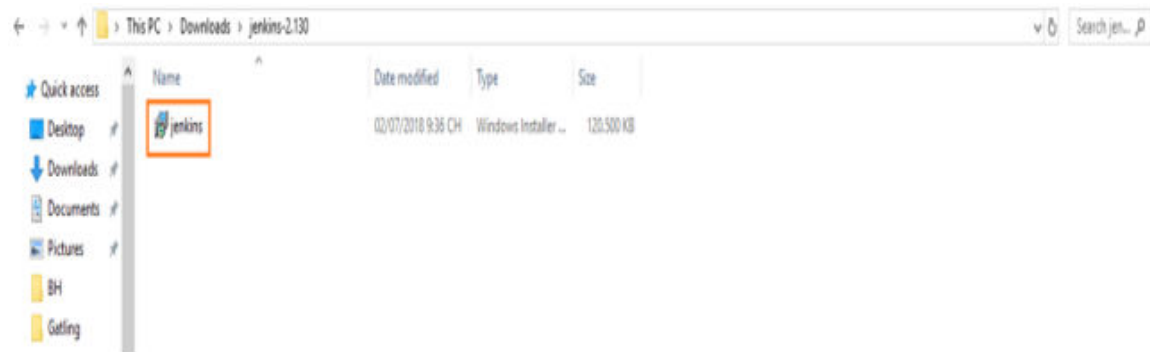 This PC > Downloads > jenkins-2.130
Search jen...
Name Date modified Type Size
Quick access
Desktop
Downloads
Documents
Pictures
BH
Gatling
jenkins 02/07/2018 9:36 CH Windows Installer ... 120.500 KB